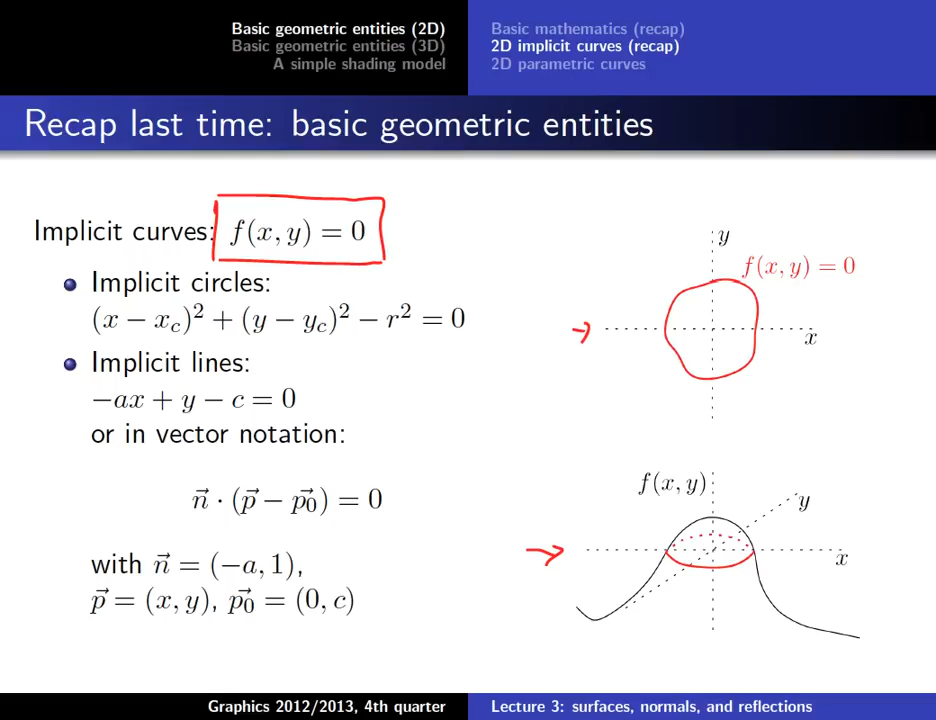 Basic geometric entities (2D)
Basic geometric entities (3D)
A simple shading model
Basic mathematics (recap)
2D implicit curves (recap)
2D parametric curves
Recap last time: basic geometric entities
Implicit curves: f(x, y) = 0
Implicit circles:
(x − x_c)² + (y − y_c)² − r² = 0
Implicit lines:
−ax + y − c = 0
or in vector notation:
n⃗ · (p⃗ − p⃗₀) = 0
with n⃗ = (−a, 1),
p⃗ = (x, y), p⃗₀ = (0, c)
y
f(x, y) = 0
x
f(x, y)
y
x
Graphics 2012/2013, 4th quarter
Lecture 3: surfaces, normals, and reflections